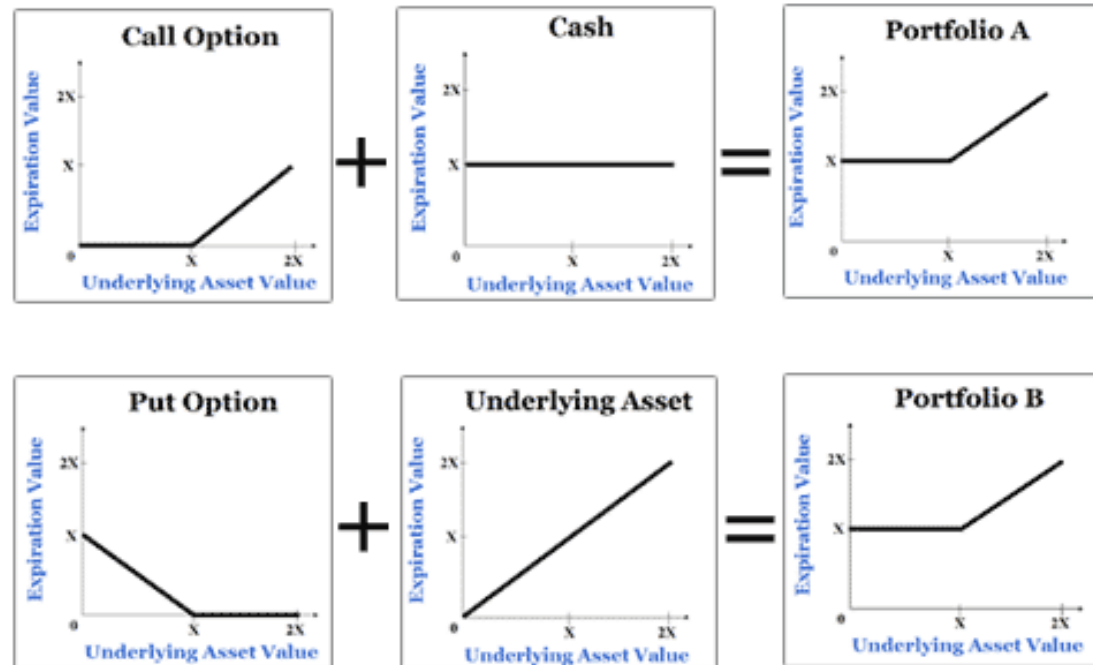 Call Option
Expiration Value
2X
X
0
X
2X
Underlying Asset Value
+
Cash
Expiration Value
2X
X
0
X
2X
Underlying Asset Value
=
Portfolio A
Expiration Value
2X
X
0
X
2X
Underlying Asset Value
Put Option
Expiration Value
2X
X
0
X
2X
Underlying Asset Value
+
Underlying Asset
Expiration Value
2X
X
0
X
2X
Underlying Asset Value
=
Portfolio B
Expiration Value
2X
X
0
X
2X
Underlying Asset Value